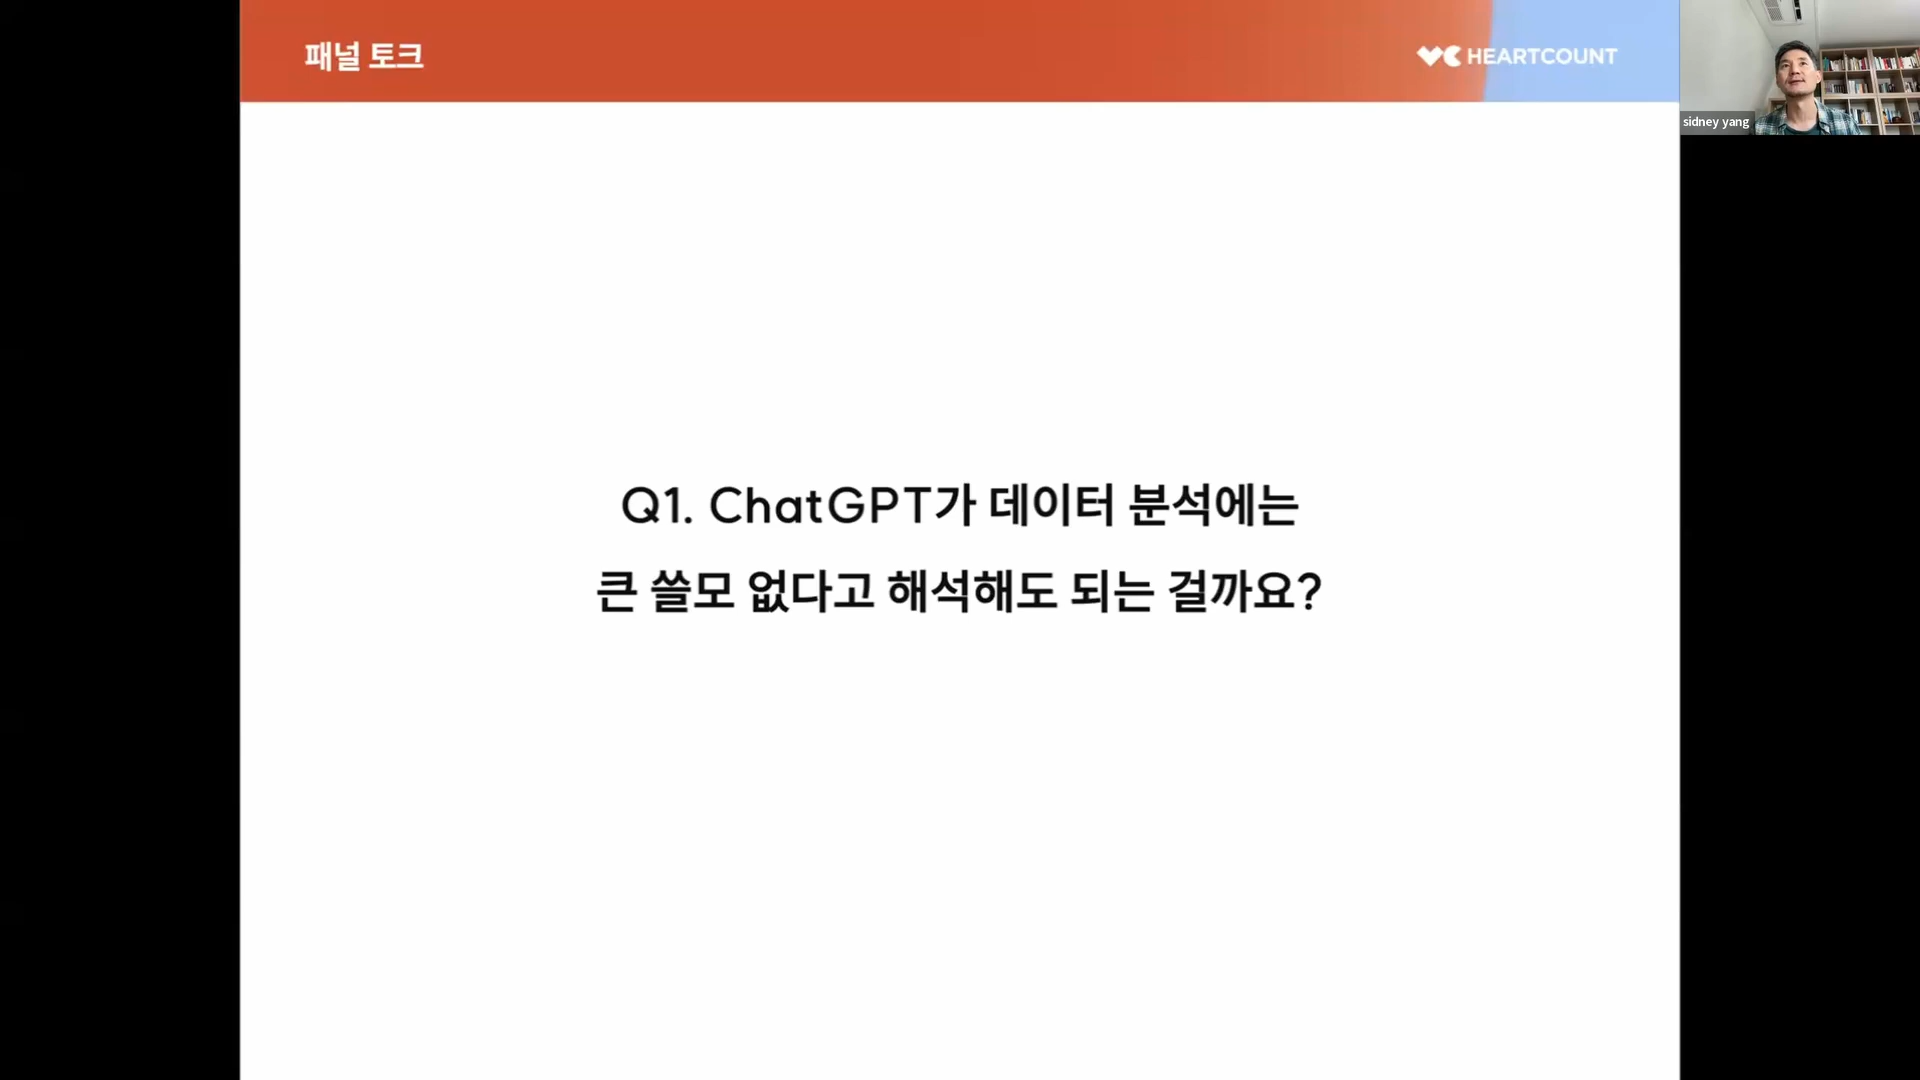 패널 토크
HEARTCOUNT
sidney yang
Q1. ChatGPT가 데이터 분석에는
큰 쓸모 없다고 해석해도 되는 걸까요?